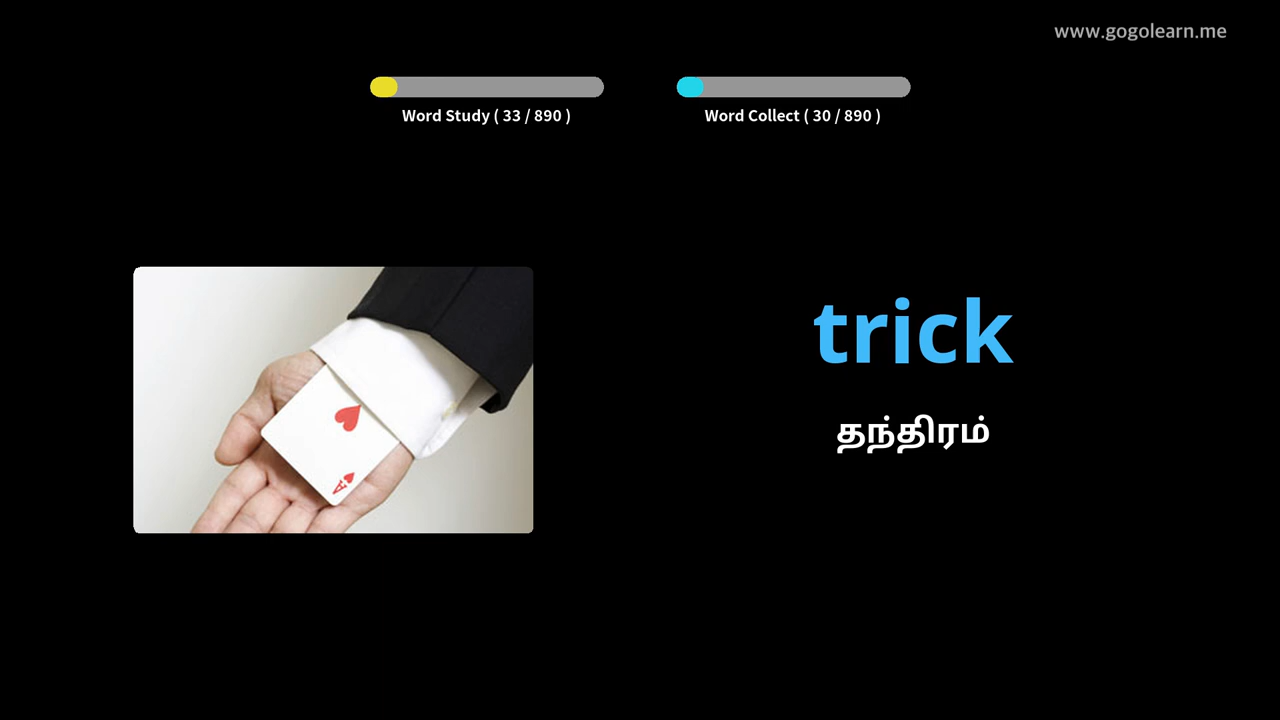 www.gogolearn.me
Word Study ( 33 / 890 )
Word Collect ( 30 / 890 )
A
trick
தந்திரம்